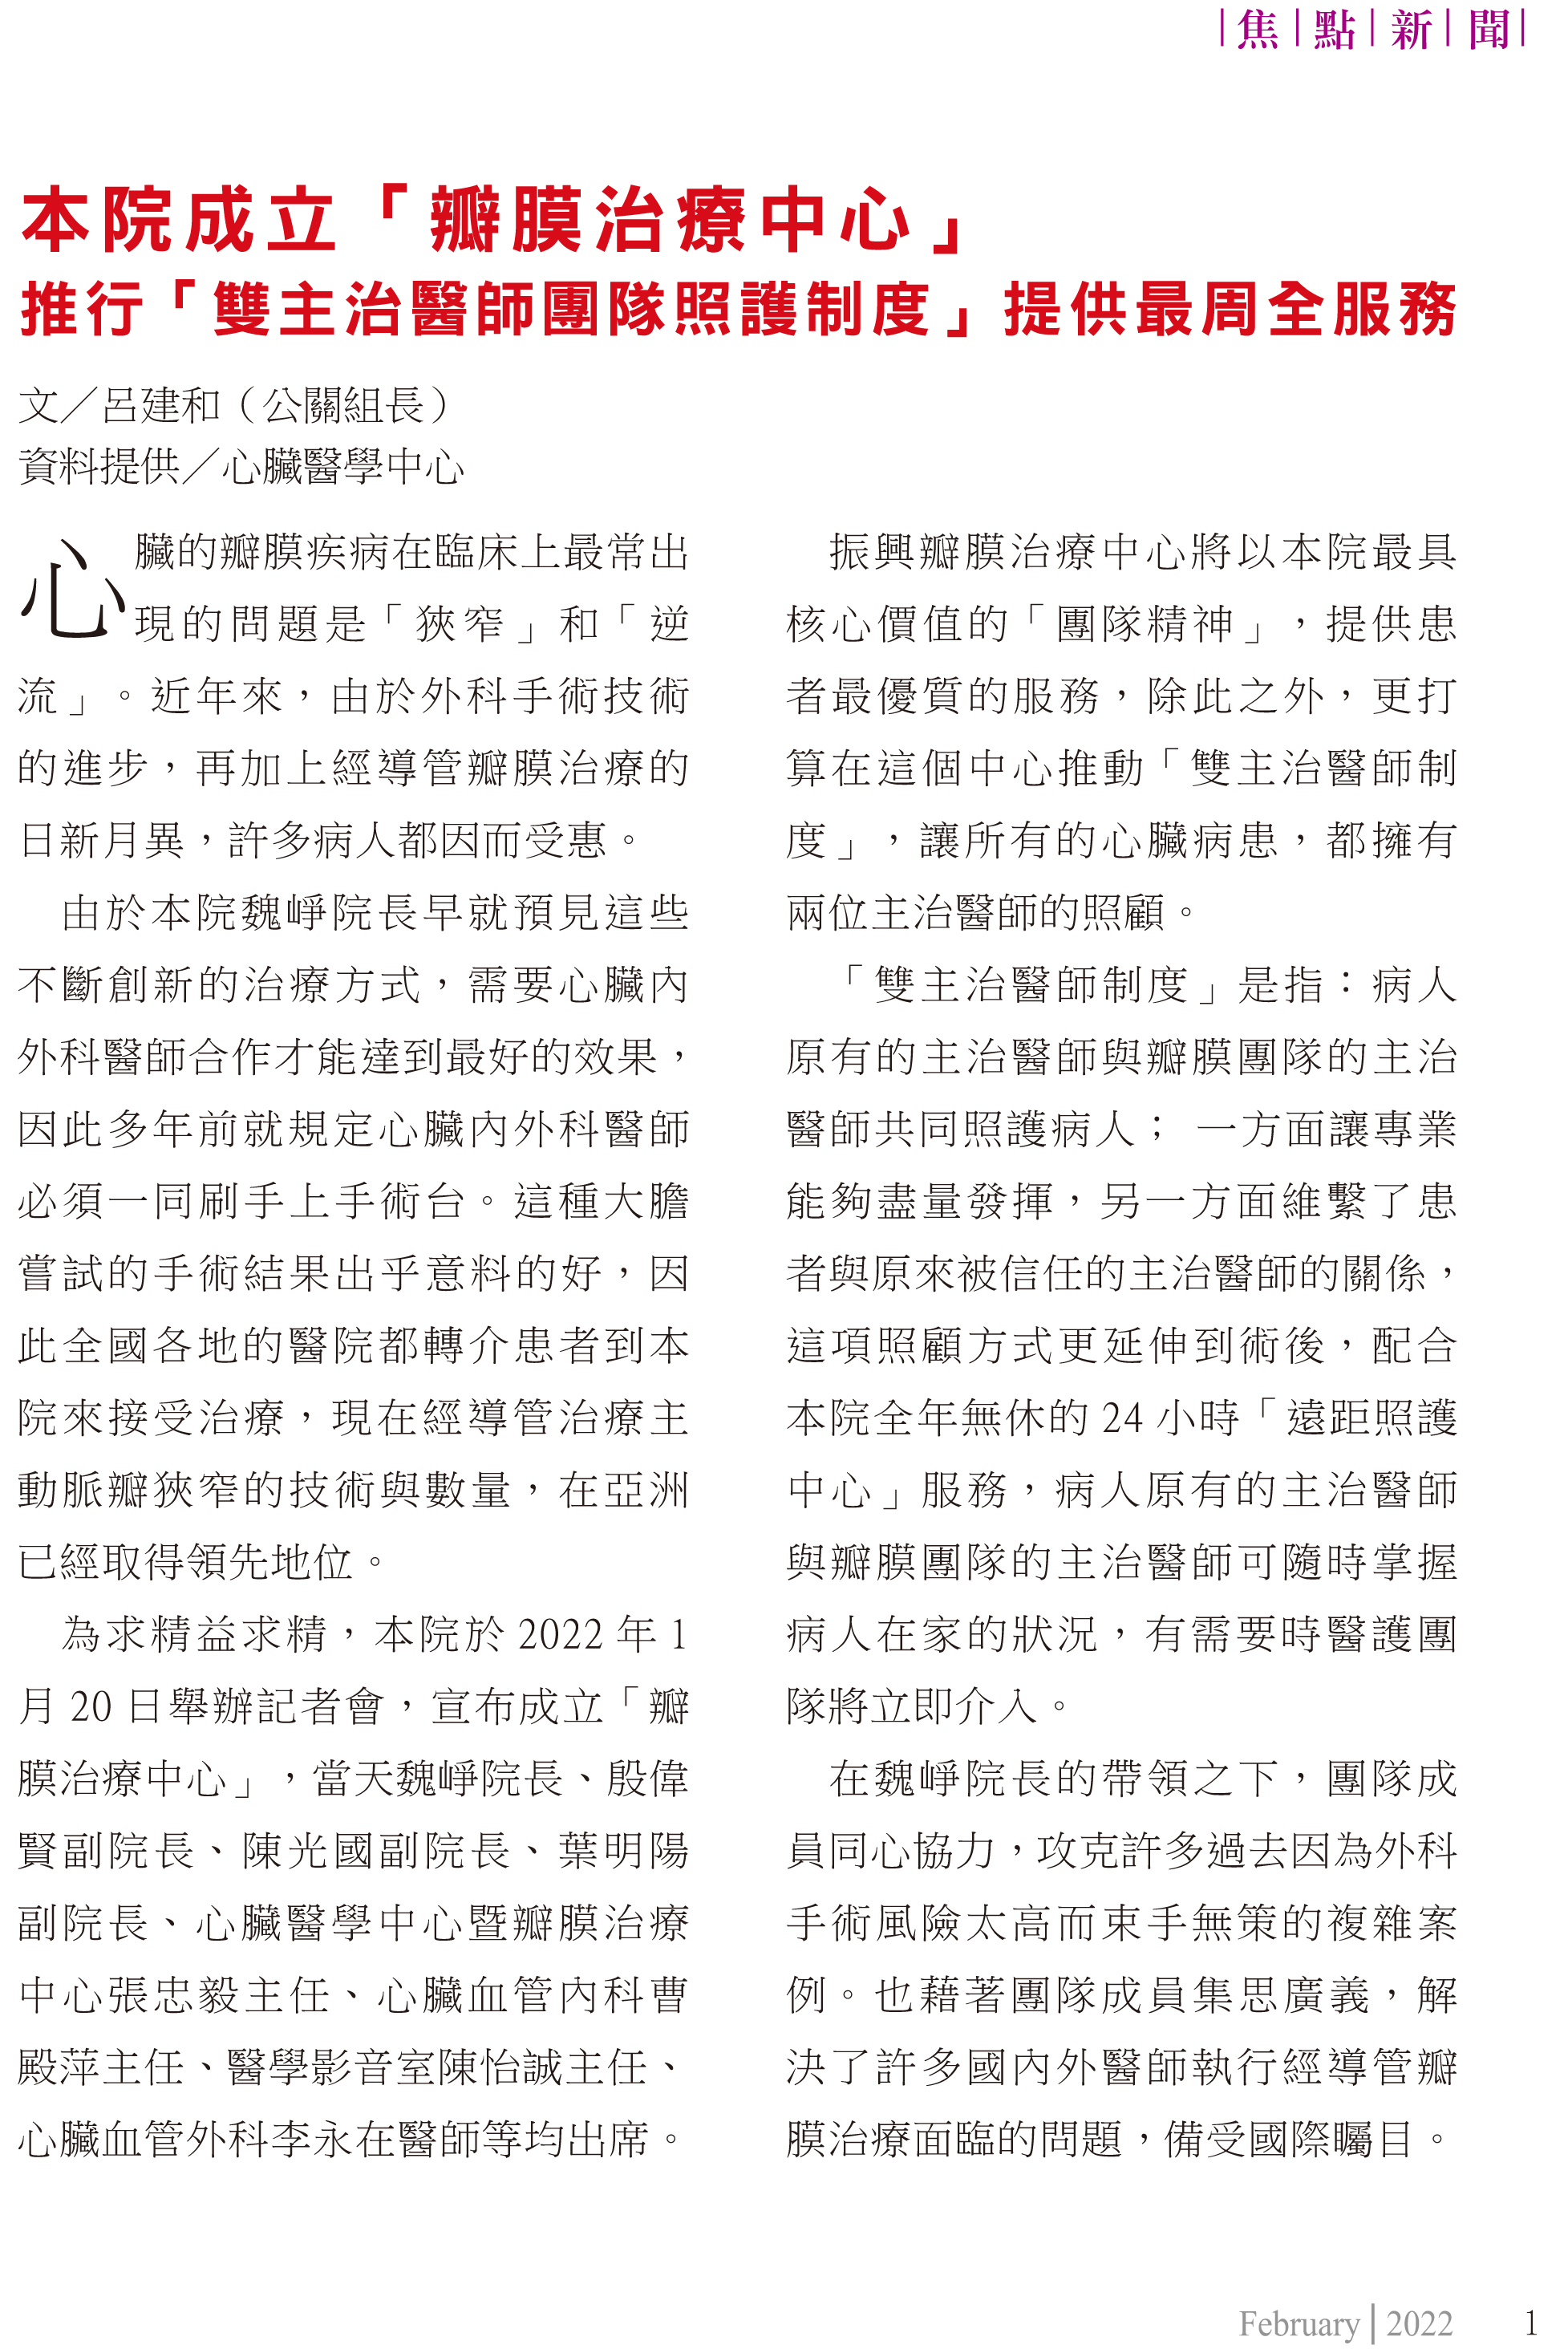 |焦|點|新|聞|
本院成立「瓣膜治療中心」
推行「雙主治醫師團隊照護制度」提供最周全服務
文／呂建和（公關組長）
資料提供／心臟醫學中心
心臟的瓣膜疾病在臨床上最常出
現的問題是「狹窄」和「逆
流」。近年來，由於外科手術技術
的進步，再加上經導管瓣膜治療的
日新月異，許多病人都因而受惠。
由於本院魏崢院長早就預見這些
不斷創新的治療方式，需要心臟內
外科醫師合作才能達到最好的效果，
因此多年前就規定心臟內外科醫師
必須一同刷手上手術台。這種大膽
嘗試的手術結果出乎意料的好，因
此全國各地的醫院都轉介患者到本
院來接受治療，現在經導管治療主
動脈瓣狹窄的技術與數量，在亞洲
已經取得領先地位。
為求精益求精，本院於 2022 年 1
月 20 日舉辦記者會，宣布成立「瓣
膜治療中心」，當天魏崢院長、殷偉
賢副院長、陳光國副院長、葉明陽
副院長、心臟醫學中心暨瓣膜治療
中心張忠毅主任、心臟血管內科曹
殿萍主任、醫學影音室陳怡誠主任、
心臟血管外科李永在醫師等均出席。
振興瓣膜治療中心將以本院最具
核心價值的「團隊精神」，提供患
者最優質的服務，除此之外，更打
算在這個中心推動「雙主治醫師制
度」，讓所有的心臟病患，都擁有
兩位主治醫師的照顧。
「雙主治醫師制度」是指：病人
原有的主治醫師與瓣膜團隊的主治
醫師共同照護病人； 一方面讓專業
能夠盡量發揮，另一方面維繫了患
者與原來被信任的主治醫師的關係，
這項照顧方式更延伸到術後，配合
本院全年無休的 24 小時「遠距照護
中心」服務，病人原有的主治醫師
與瓣膜團隊的主治醫師可隨時掌握
病人在家的狀況，有需要時醫護團
隊將立即介入。
在魏崢院長的帶領之下，團隊成
員同心協力，攻克許多過去因為外科
手術風險太高而束手無策的複雜案
例。也藉著團隊成員集思廣義，解
決了許多國內外醫師執行經導管瓣
膜治療面臨的問題，備受國際矚目。
February | 2022 1